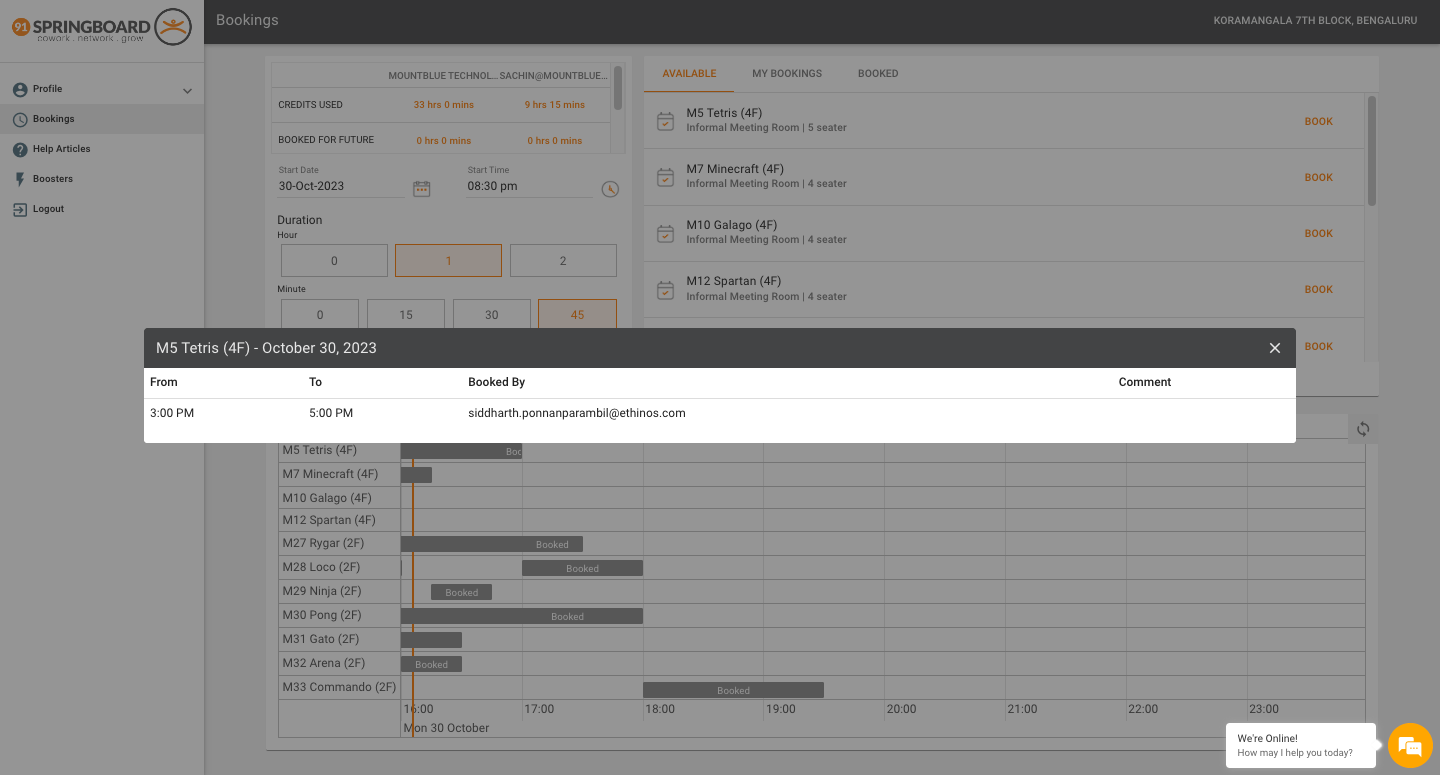 91 SPRINGBOARD
cowork . network . grow
Bookings
KORAMANGALA 7TH BLOCK, BENGALURU
Profile
Bookings
Help Articles
Boosters
Logout
MOUNTBLUE TECHNOL... SACHIN@MOUNTBLUE...
CREDITS USED 33 hrs 0 mins 9 hrs 15 mins
BOOKED FOR FUTURE 0 hrs 0 mins 0 hrs 0 mins
Start Date Start Time
30-Oct-2023 08:30 pm
Duration
Hour
0 1 2
Minute
0 15 30 45
AVAILABLE MY BOOKINGS BOOKED
M5 Tetris (4F)
Informal Meeting Room | 5 seater
BOOK
M7 Minecraft (4F)
Informal Meeting Room | 4 seater
BOOK
M10 Galago (4F)
Informal Meeting Room | 4 seater
BOOK
M12 Spartan (4F)
Informal Meeting Room | 4 seater
BOOK
BOOK
M5 Tetris (4F) - October 30, 2023
From To Booked By Comment
3:00 PM 5:00 PM siddharth.ponnanparambil@ethinos.com
M5 Tetris (4F) Boo
M7 Minecraft (4F)
M10 Galago (4F)
M12 Spartan (4F)
M27 Rygar (2F) Booked
M28 Loco (2F) Booked
M29 Ninja (2F) Booked
M30 Pong (2F) Booked
M31 Gato (2F)
M32 Arena (2F) Booked
M33 Commando (2F) Booked
16:00 17:00 18:00 19:00 20:00 21:00 22:00 23:00
Mon 30 October
We're Online!
How may I help you today?